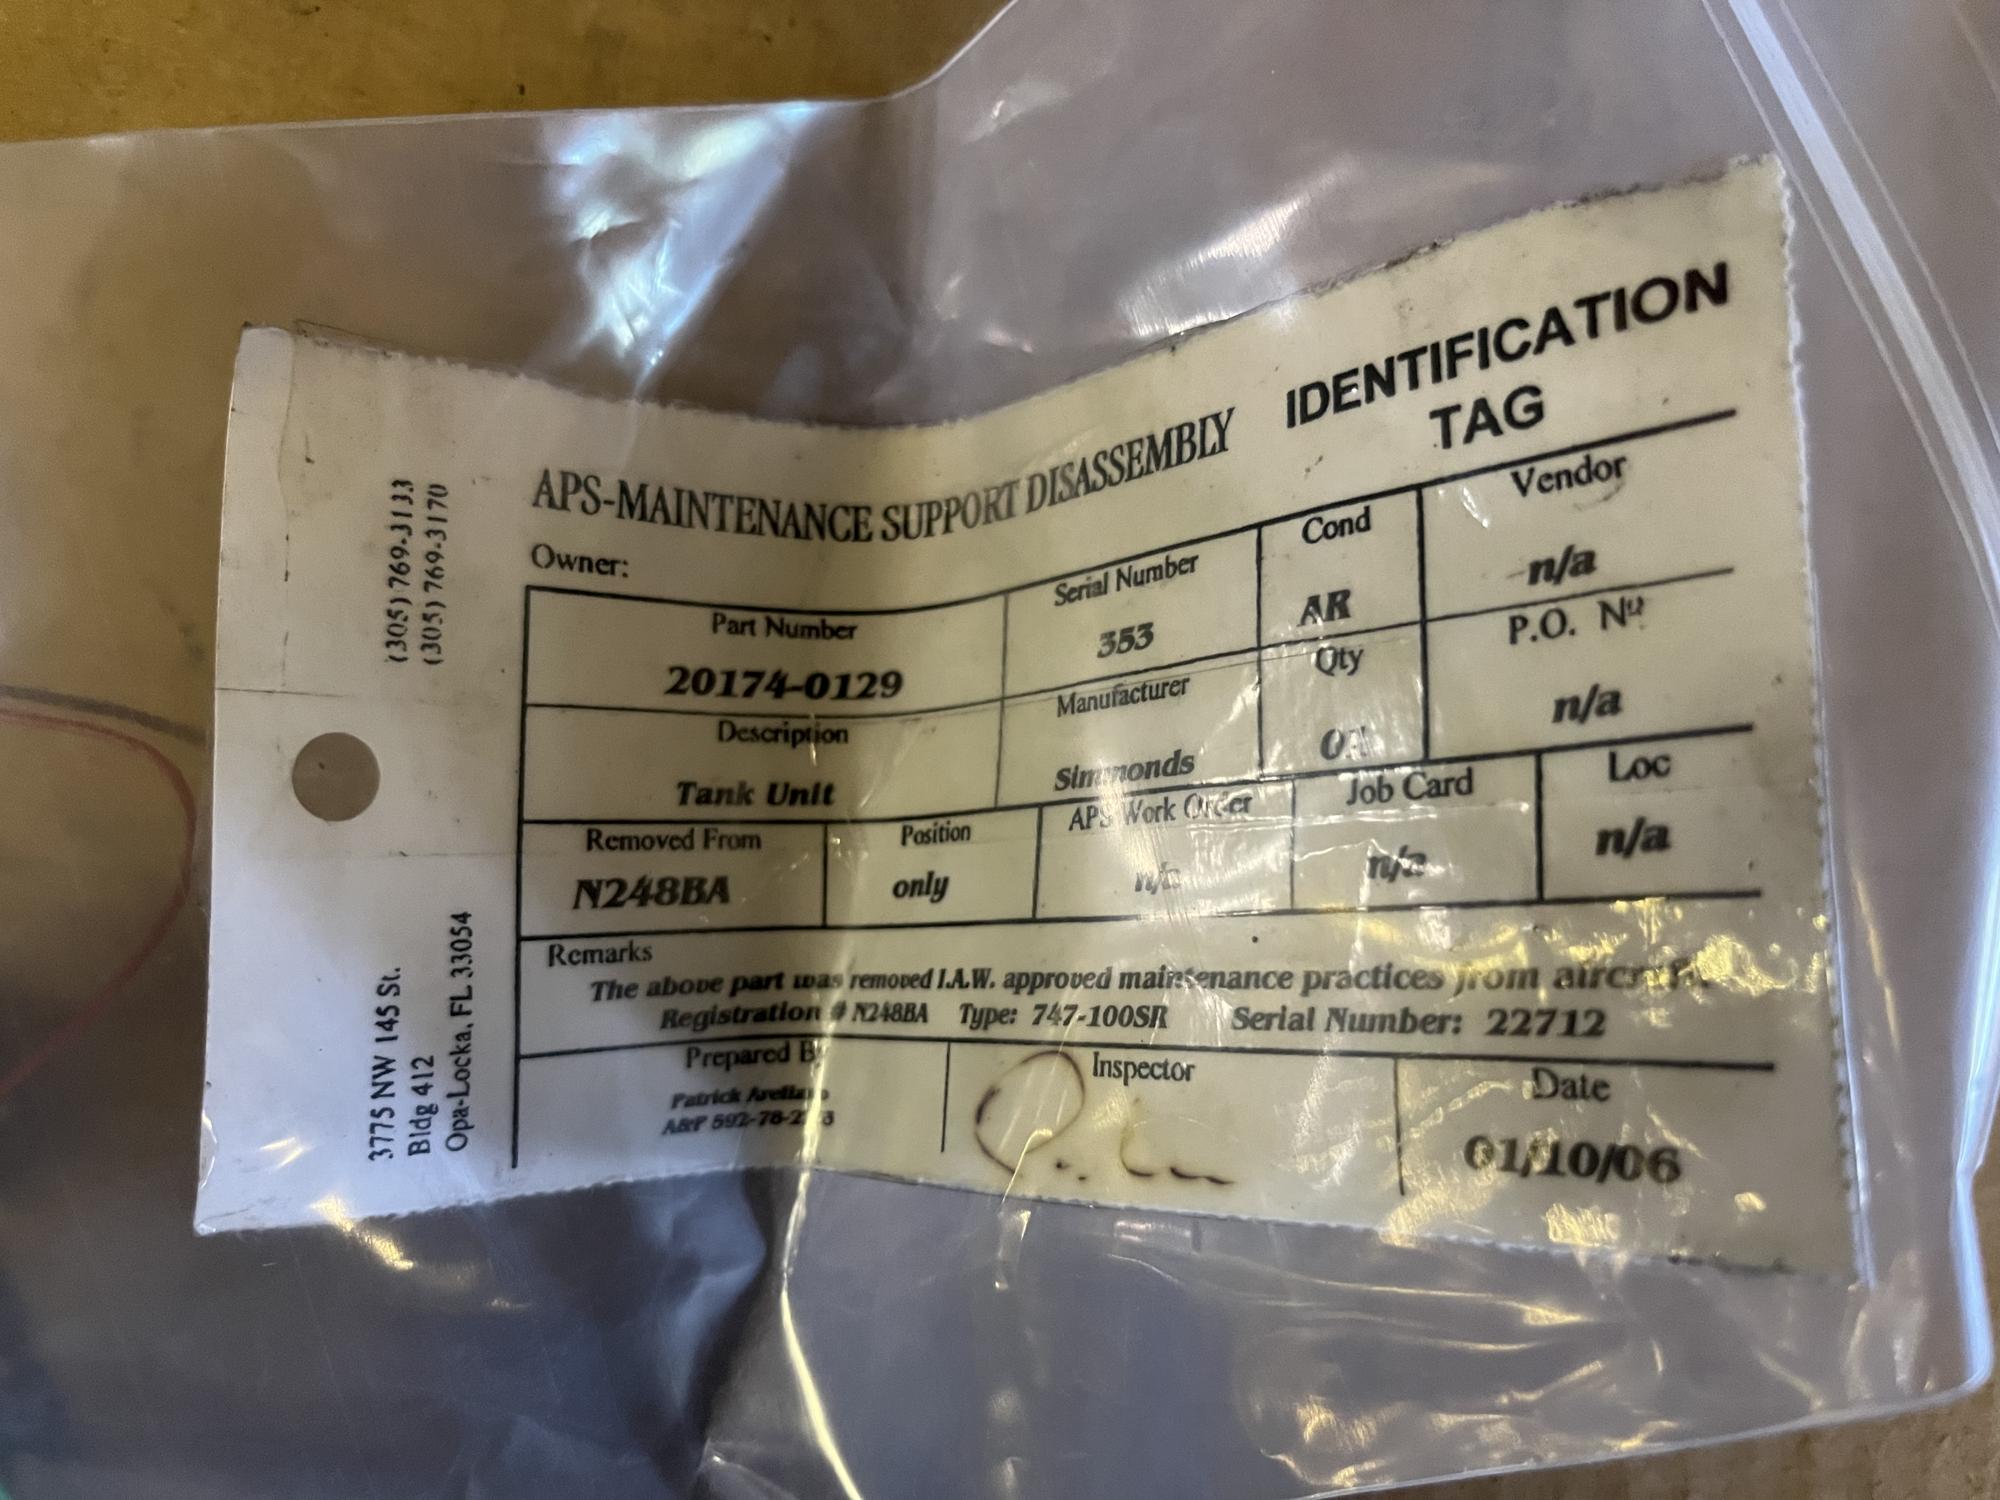 APS-MAINTENANCE SUPPORT DISASSEMBLY
IDENTIFICATION
TAG
(305) 769-3133
(305) 769-3170
3775 NW 145 St.
Bldg 412
Opa-Locka, FL 33054
Owner:
Part Number
20174-0129
Serial Number
353
Cond
AR
Vendor
n/a
Description
Tank Unit
Manufacturer
Simmonds
Qty
P.O. Nº
n/a
Removed From
N248BA
Position
only
APS Work Order
n/a
Job Card
n/a
Loc
n/a
Remarks
The above part was removed I.A.W. approved maintenance practices from aircraft
Registration # N248BA Type: 747-100SR Serial Number: 22712
Prepared By
Patrick
A&P
Inspector
Date
01/10/06